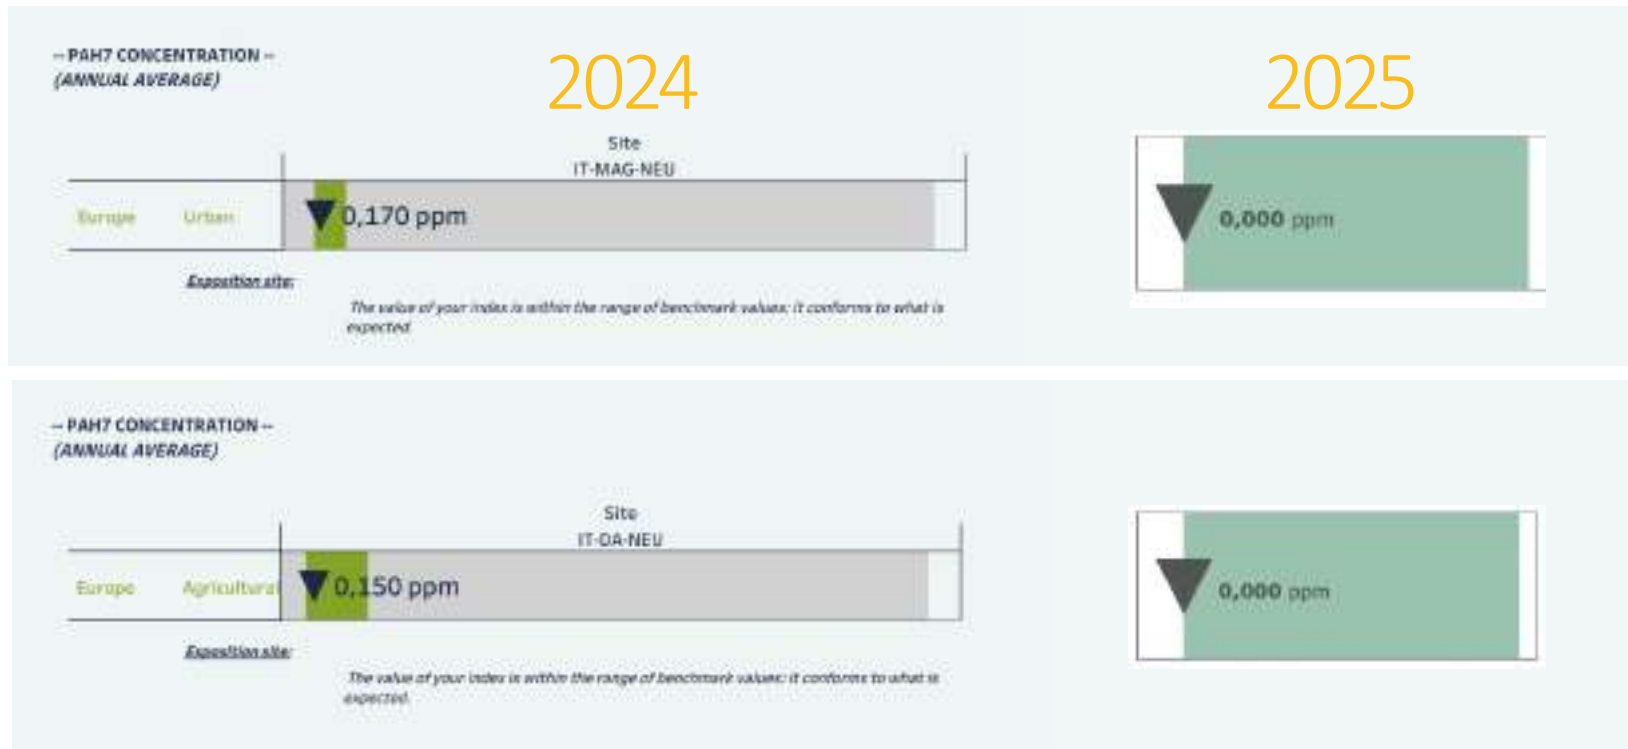 -- PAH7 CONCENTRATION --
(ANNUAL AVERAGE)
2024
2025
Site
IT-MAG-NEU
Europe Urban
0,170 ppm
0,000 ppm
Exposition site:
The value of your index is within the range of benchmark values: it conforms to what is
expected.
-- PAH7 CONCENTRATION --
(ANNUAL AVERAGE)
Site
IT-DA-NEU
Europe Agricultural
0,150 ppm
0,000 ppm
Exposition site:
The value of your index is within the range of benchmark values: it conforms to what is
expected.